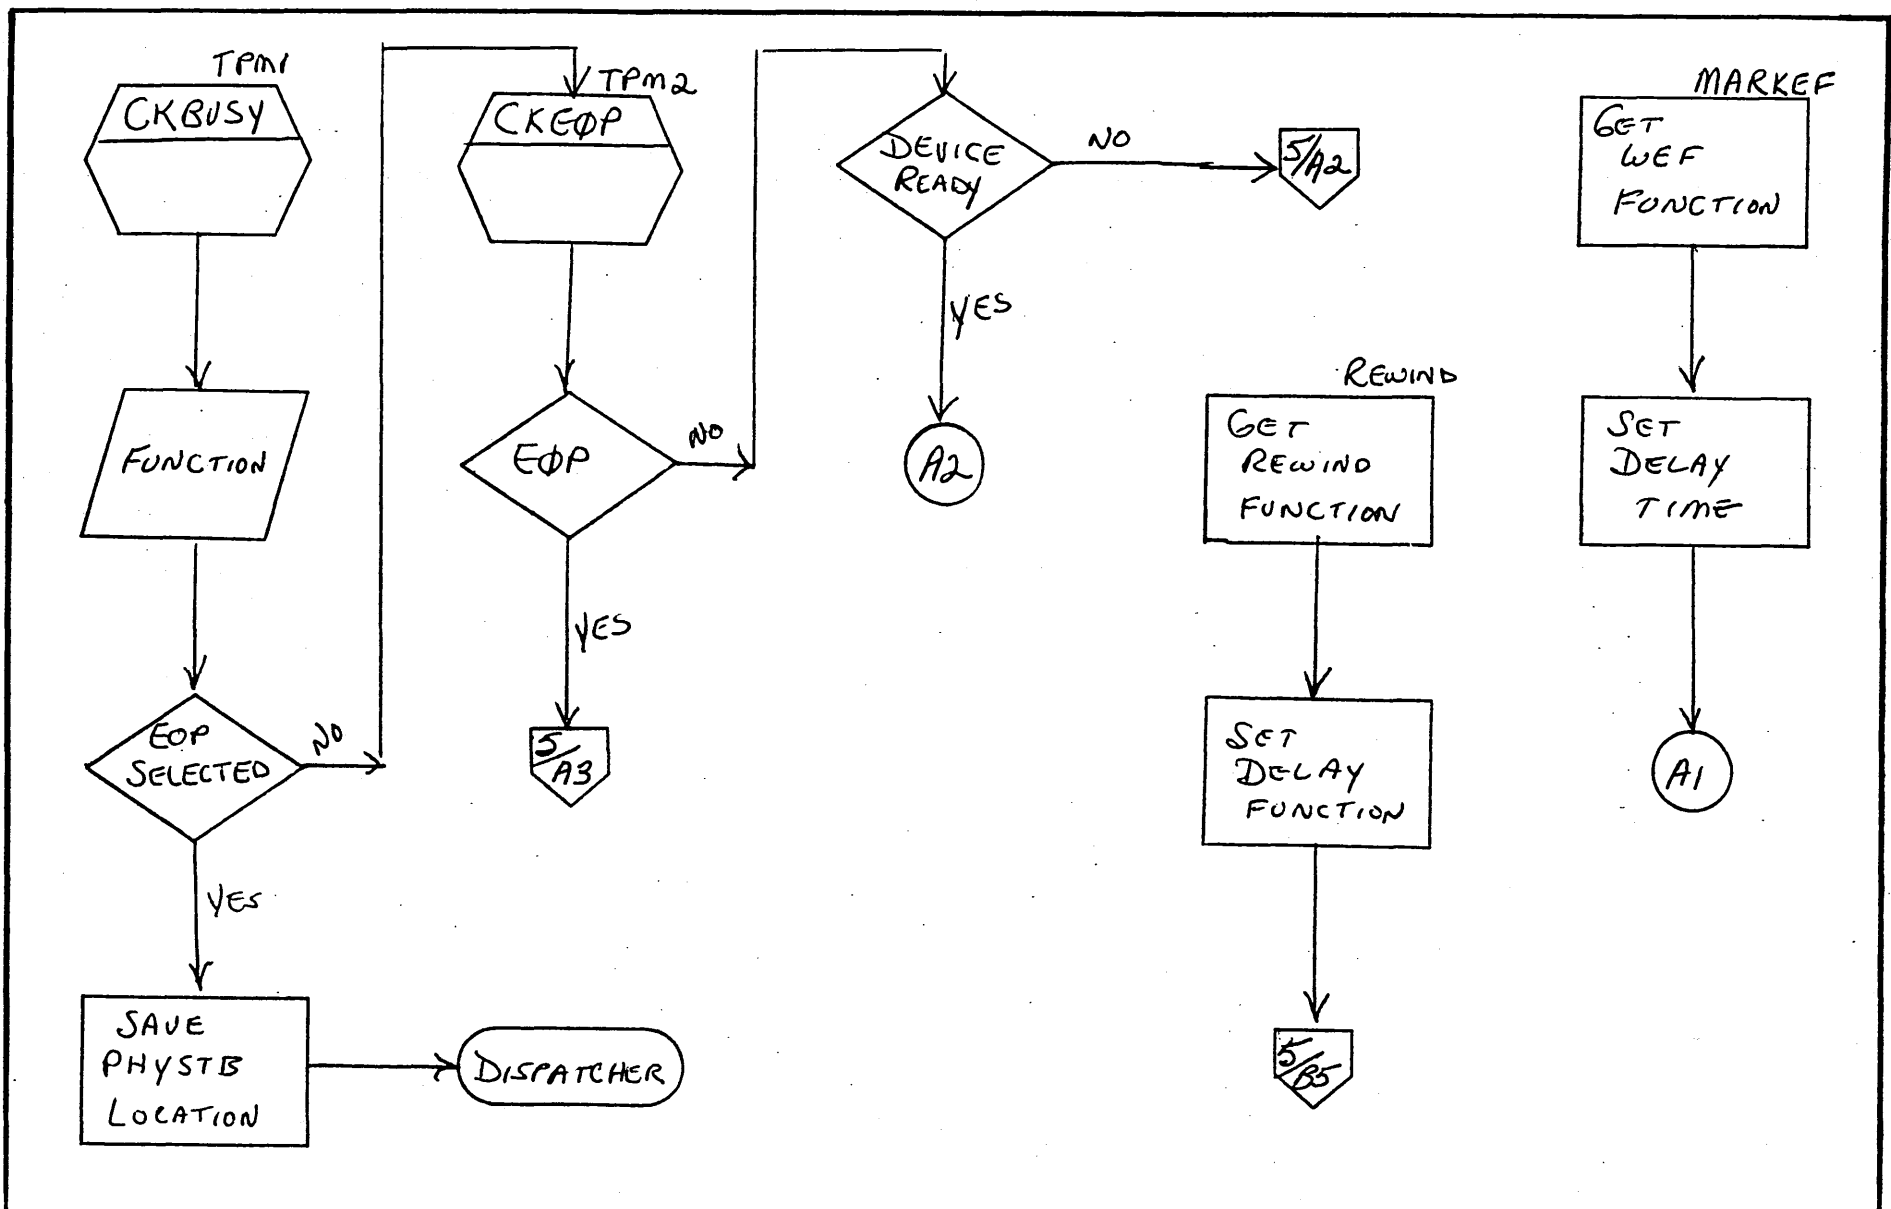 TPM1
CKBUSY
FUNCTION
EOP
SELECTED
NO
YES
SAVE
PHYSTB
LOCATION
DISPATCHER
TPM2
CKEØP
EØP
NO
YES
5/A3
DEVICE
READY
NO
5/A2
YES
A2
REWIND
GET
REWIND
FUNCTION
SET
DELAY
FUNCTION
5/B5
MARKEF
GET
WEF
FUNCTION
SET
DELAY
TIME
A1